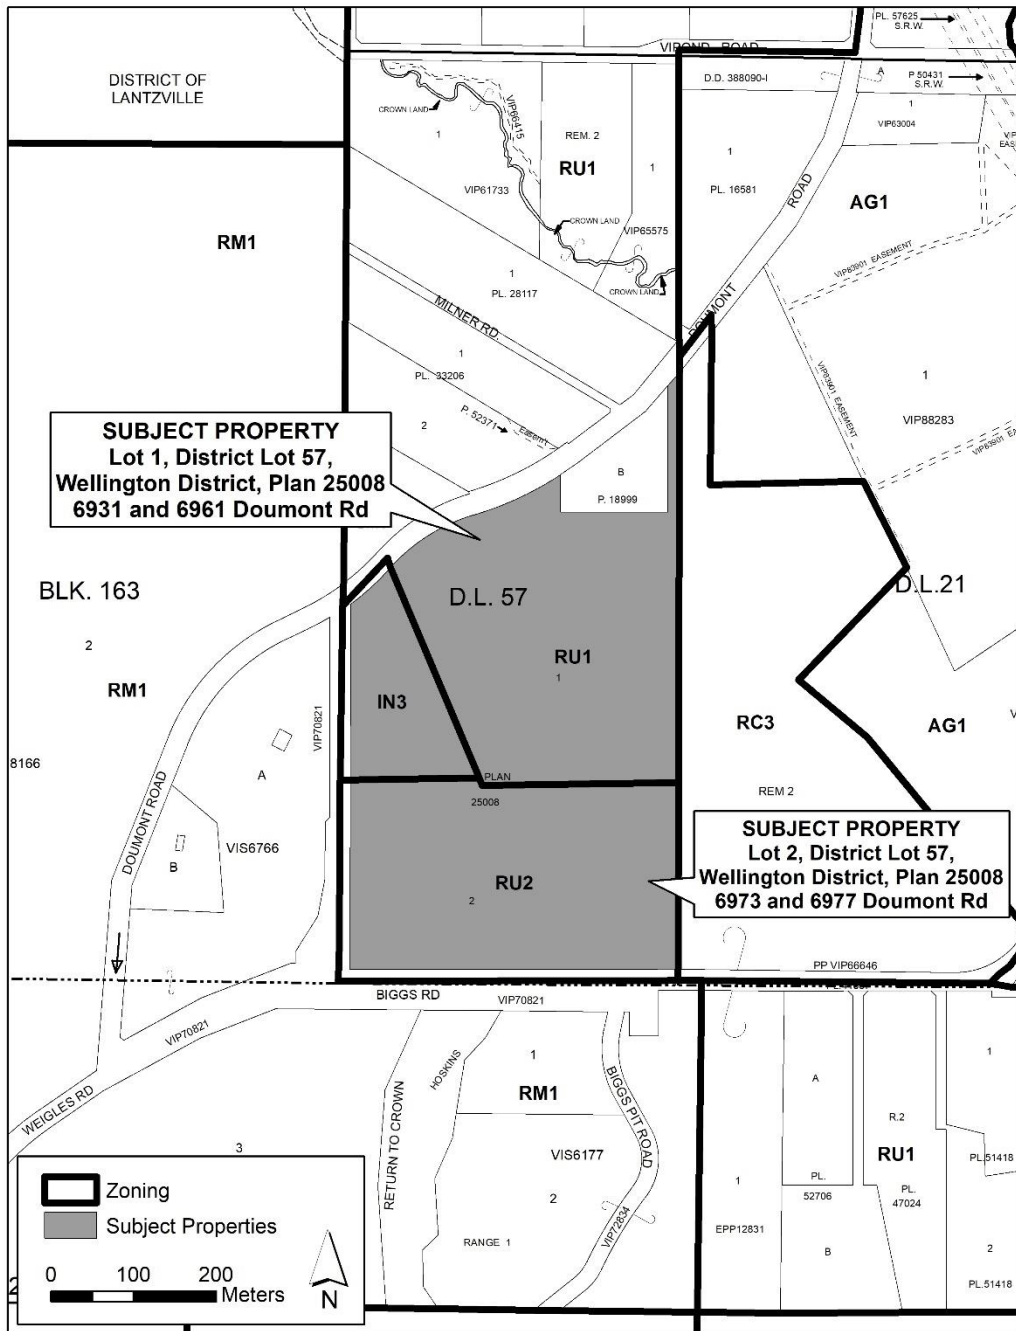 PL. 57625
S.R.W.
VIPOND ROAD
DISTRICT OF
LANTZVILLE
D.D. 388090-I
A
P 50431
S.R.W.
CROWN LAND
VIP66415
1
VIP63004
1
REM. 2
RU1
1
1
PL. 16581
ROAD
VIP61733
AG1
CROWN LAND
VIP65575
RM1
VIP83901 EASEMENT
1
PL. 28117
CROWN LAND
MILNER RD.
DOUMONT
1
PL. 33206
VIP83901 EASEMENT
1
VIP88283
2
P. 52371
Easem't
SUBJECT PROPERTY
Lot 1, District Lot 57,
Wellington District, Plan 25008
6931 and 6961 Doumont Rd
B
P. 18999
BLK. 163
D.L. 57
D.L.21
2
RM1
RU1
1
IN3
VIP70821
RC3
AG1
8166
A
PLAN
25008
REM 2
DOUMONT ROAD
VIS6766
B
SUBJECT PROPERTY
Lot 2, District Lot 57,
Wellington District, Plan 25008
6973 and 6977 Doumont Rd
RU2
2
PP VIP66646
BIGGS RD
VIP70821
VIP70821
WEIGLES RD
HOSKINS
1
RM1
BIGGS PIT ROAD
A
1
R.2
3
RETURN TO CROWN
VIS6177
RU1
PL.51418
2
VIP72834
1
PL.
52706
PL.
47024
EPP12831
RANGE 1
B
2
PL.51418
Zoning
Subject Properties
0 100 200
Meters
N